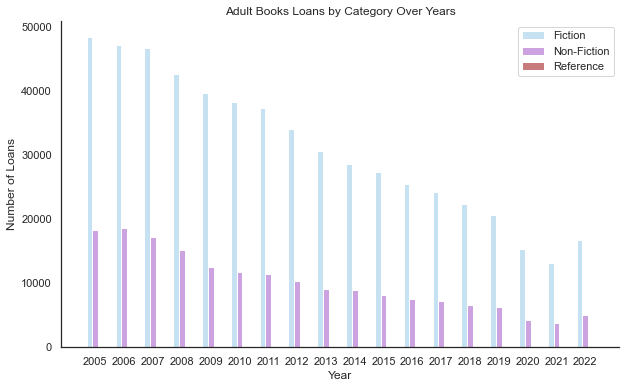 Adult Books Loans by Category Over Years
Fiction
Non-Fiction
Reference
50000
40000
30000
20000
10000
0
Number of Loans
2005 2006 2007 2008 2009 2010 2011 2012 2013 2014 2015 2016 2017 2018 2019 2020 2021 2022
Year